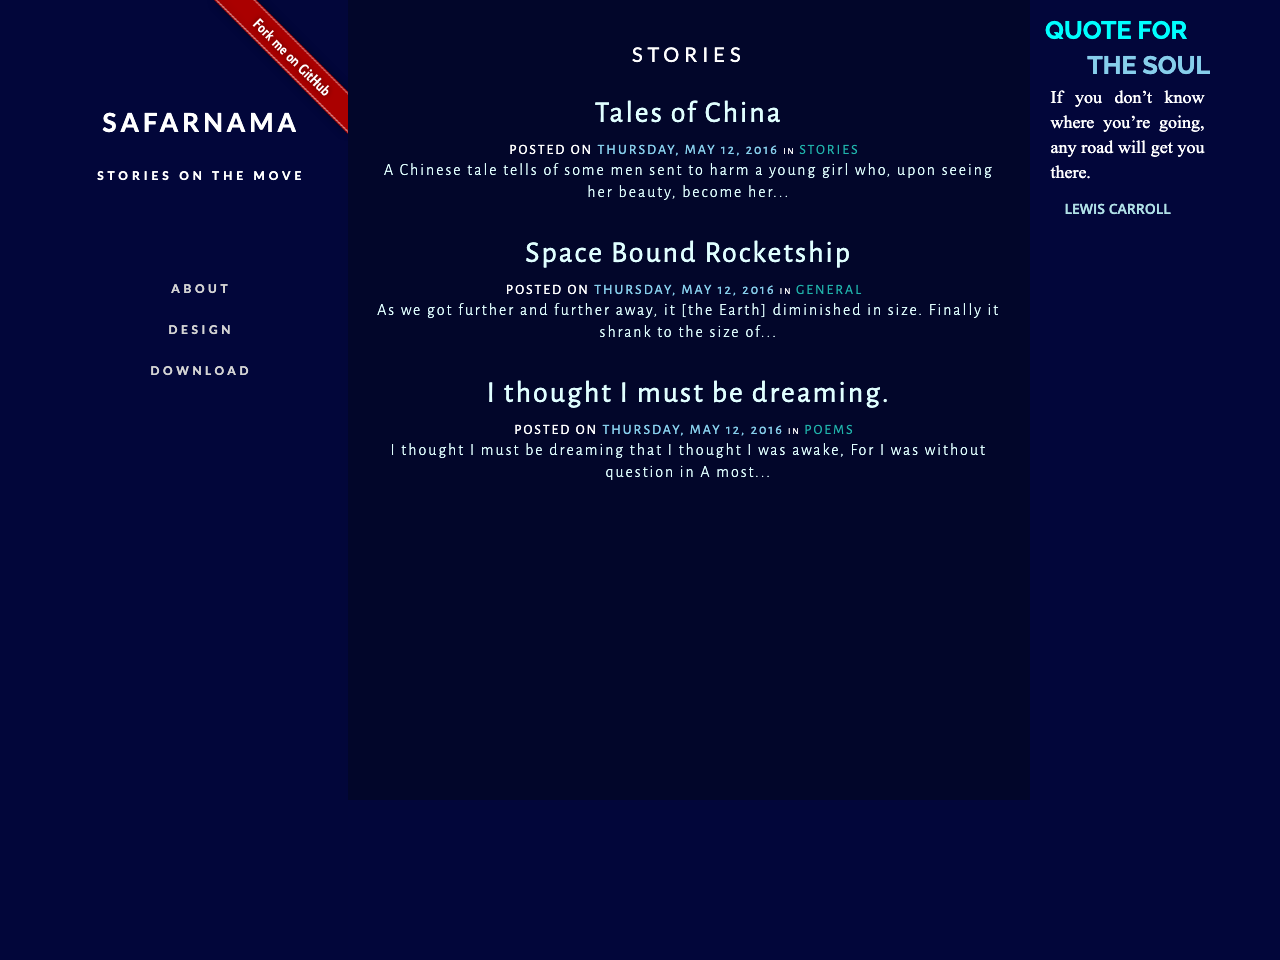 Fork me on GitHub
SAFARNAMA
STORIES ON THE MOVE
ABOUT
DESIGN
DOWNLOAD
STORIES
Tales of China
POSTED ON THURSDAY, MAY 12, 2016 IN STORIES
A Chinese tale tells of some men sent to harm a young girl who, upon seeing
her beauty, become her...
Space Bound Rocketship
POSTED ON THURSDAY, MAY 12, 2016 IN GENERAL
As we got further and further away, it [the Earth] diminished in size. Finally it
shrank to the size of...
I thought I must be dreaming.
POSTED ON THURSDAY, MAY 12, 2016 IN POEMS
I thought I must be dreaming that I thought I was awake, For I was without
question in A most...
QUOTE FOR
THE SOUL
If you don’t know
where you’re going,
any road will get you
there.
LEWIS CARROLL